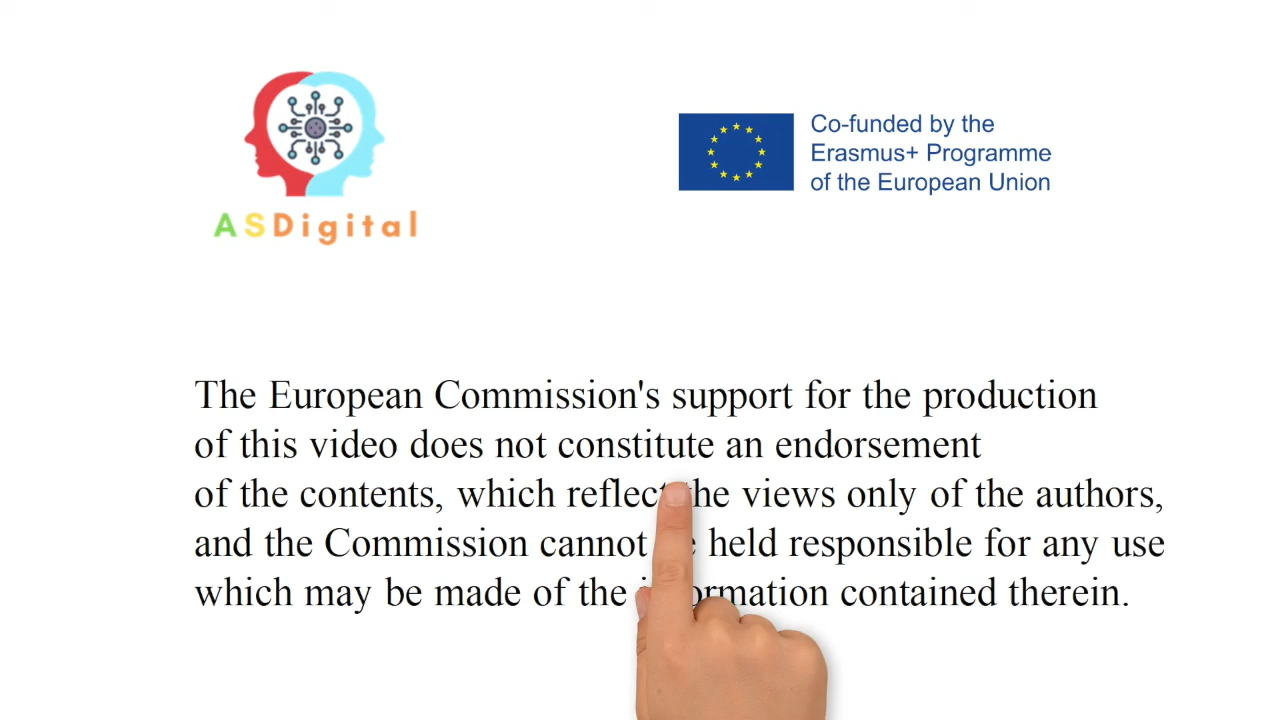 ASDigital
Co-funded by the
Erasmus+ Programme
of the European Union
The European Commission's support for the production
of this video does not constitute an endorsement
of the contents, which reflect the views only of the authors,
and the Commission cannot held responsible for any use
which may be made of the information contained therein.